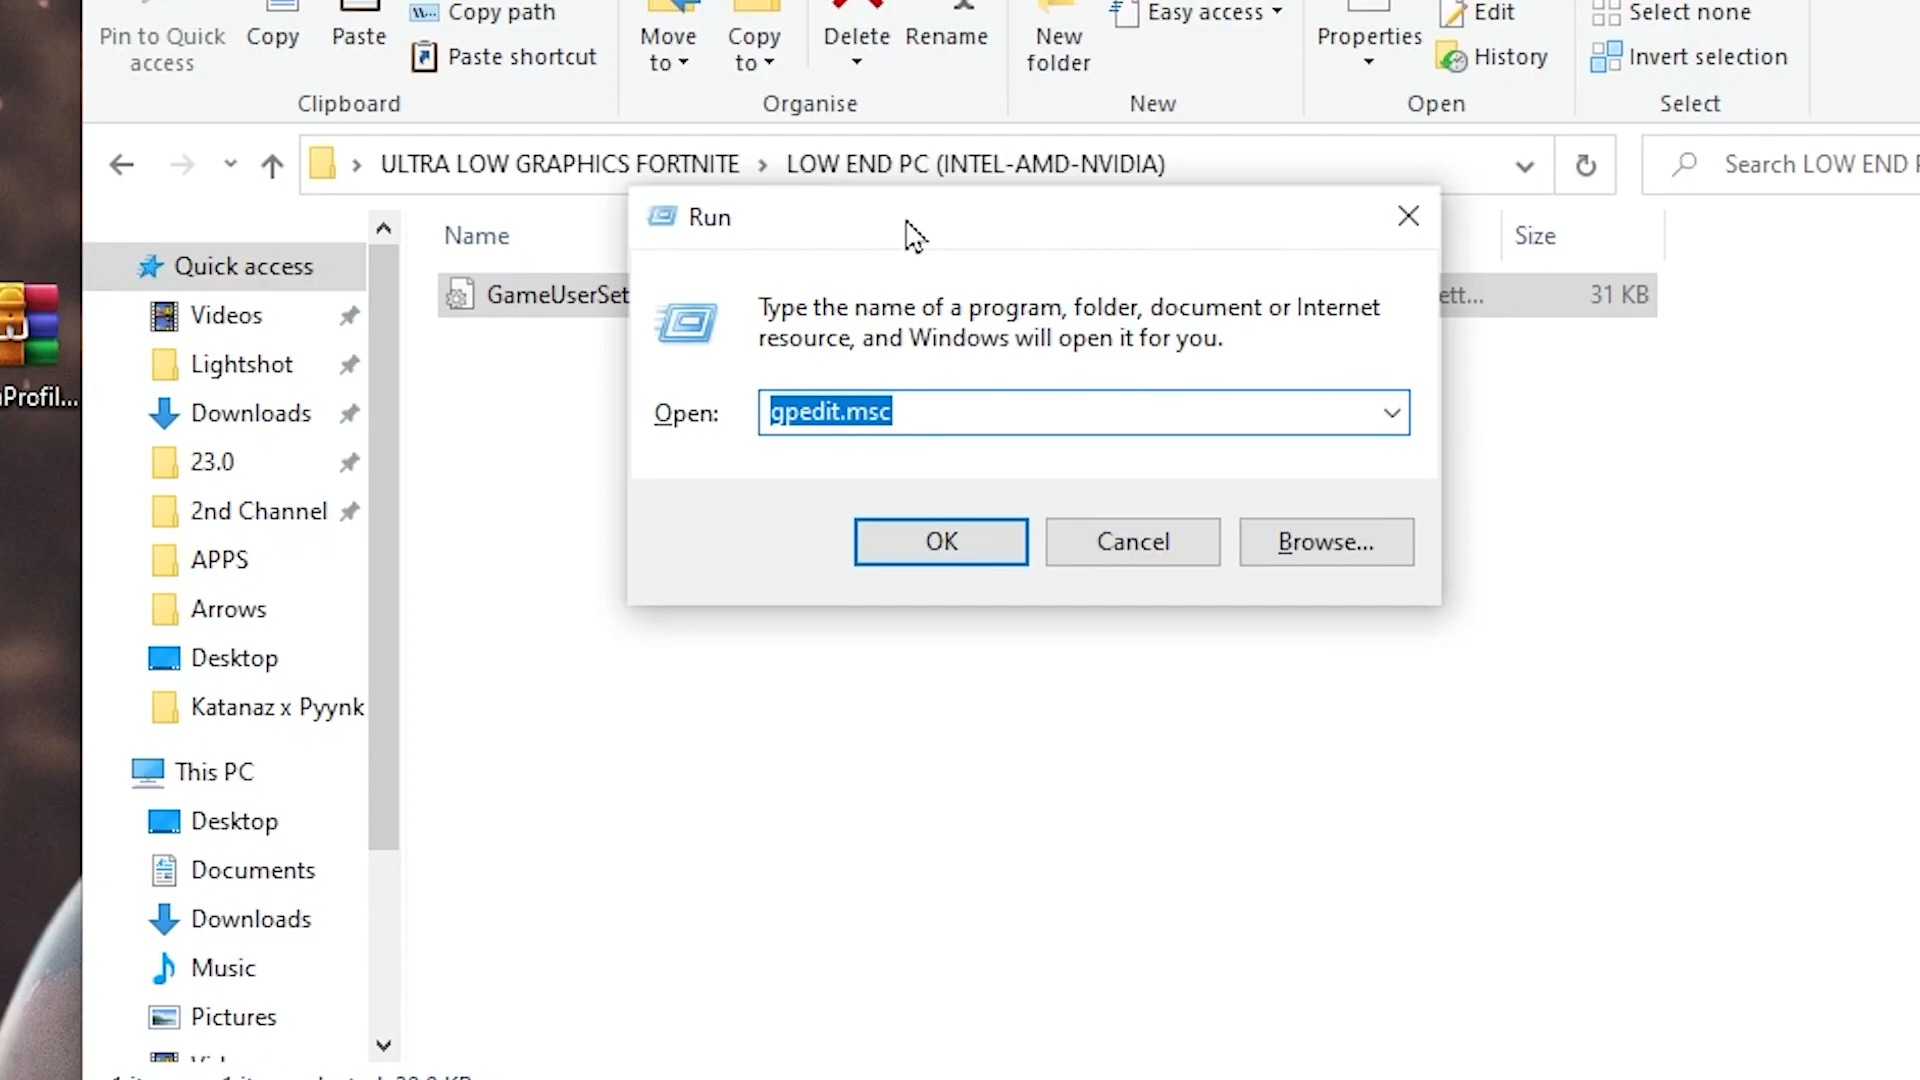 Copy path
Select none
Easy access
Edit
Pin to Quick access
Copy
Paste
Paste shortcut
Move to
Copy to
Delete
Rename
New folder
Properties
History
Invert selection
Clipboard
Organise
New
Open
Select
ULTRA LOW GRAPHICS FORTNITE > LOW END PC (INTEL-AMD-NVIDIA)
Search LOW END P
Run
Name
Size
Quick access
GameUserSet
ett...
31 KB
Videos
Type the name of a program, folder, document or Internet
resource, and Windows will open it for you.
Lightshot
Profil...
Downloads
Open:
gpedit.msc
23.0
2nd Channel
OK
Cancel
Browse...
APPS
Arrows
Desktop
Katanaz x Pyynk
This PC
Desktop
Documents
Downloads
Music
Pictures